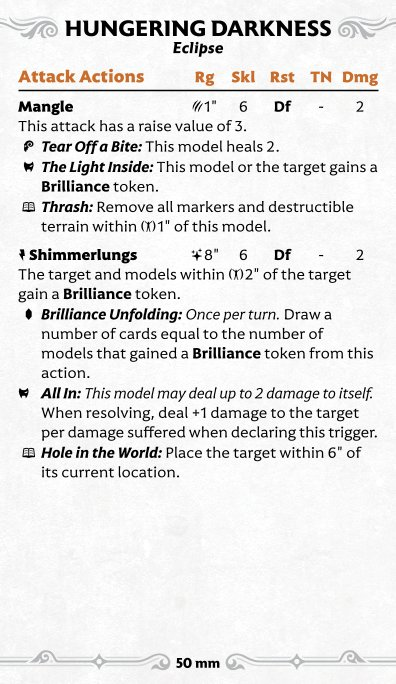 HUNGERING DARKNESS
Eclipse
Attack Actions Rg Skl Rst TN Dmg
Mangle 1" 6 Df - 2
This attack has a raise value of 3.
Tear Off a Bite: This model heals 2.
The Light Inside: This model or the target gains a
Brilliance token.
Thrash: Remove all markers and destructible
terrain within 1" of this model.
Shimmerlungs 8" 6 Df - 2
The target and models within 2" of the target
gain a Brilliance token.
Brilliance Unfolding: Once per turn. Draw a
number of cards equal to the number of
models that gained a Brilliance token from this
action.
All In: This model may deal up to 2 damage to itself.
When resolving, deal +1 damage to the target
per damage suffered when declaring this trigger.
Hole in the World: Place the target within 6" of
its current location.
50 mm